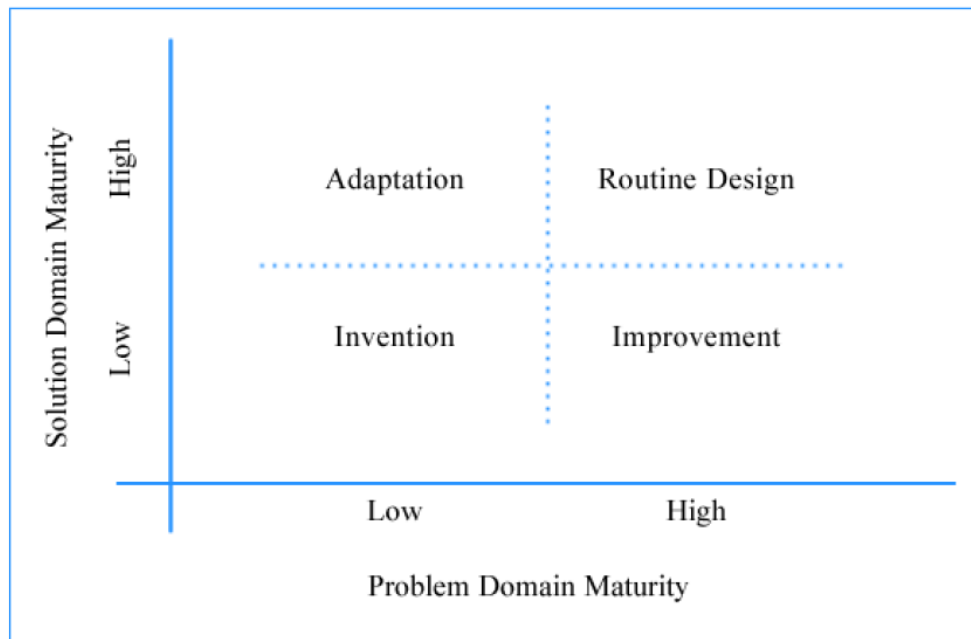 Solution Domain Maturity
High
Low
Adaptation
Routine Design
Invention
Improvement
Low
High
Problem Domain Maturity